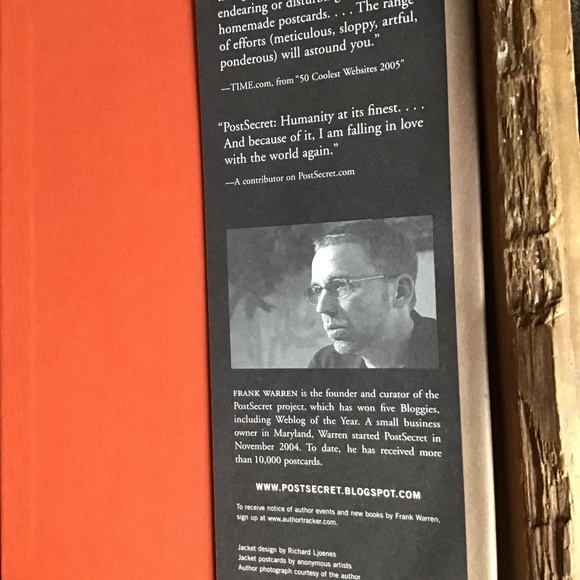 endearing or disturbing
homemade postcards. . . . The range
of efforts (meticulous, sloppy, artful,
ponderous) will astound you.”
—TIME.com, from “50 Coolest Websites 2005”
“PostSecret: Humanity at its finest. . . .
And because of it, I am falling in love
with the world again.”
—A contributor on PostSecret.com
FRANK WARREN is the founder and curator of the
PostSecret project, which has won five Bloggies,
including Weblog of the Year. A small business
owner in Maryland, Warren started PostSecret in
November 2004. To date, he has received more
than 10,000 postcards.
WWW.POSTSECRET.BLOGSPOT.COM
To receive notice of author events and new books by Frank Warren,
sign up at www.authortracker.com.
Jacket design by Richard Ljoenes
Jacket postcards by anonymous artists
Author photograph courtesy of the author